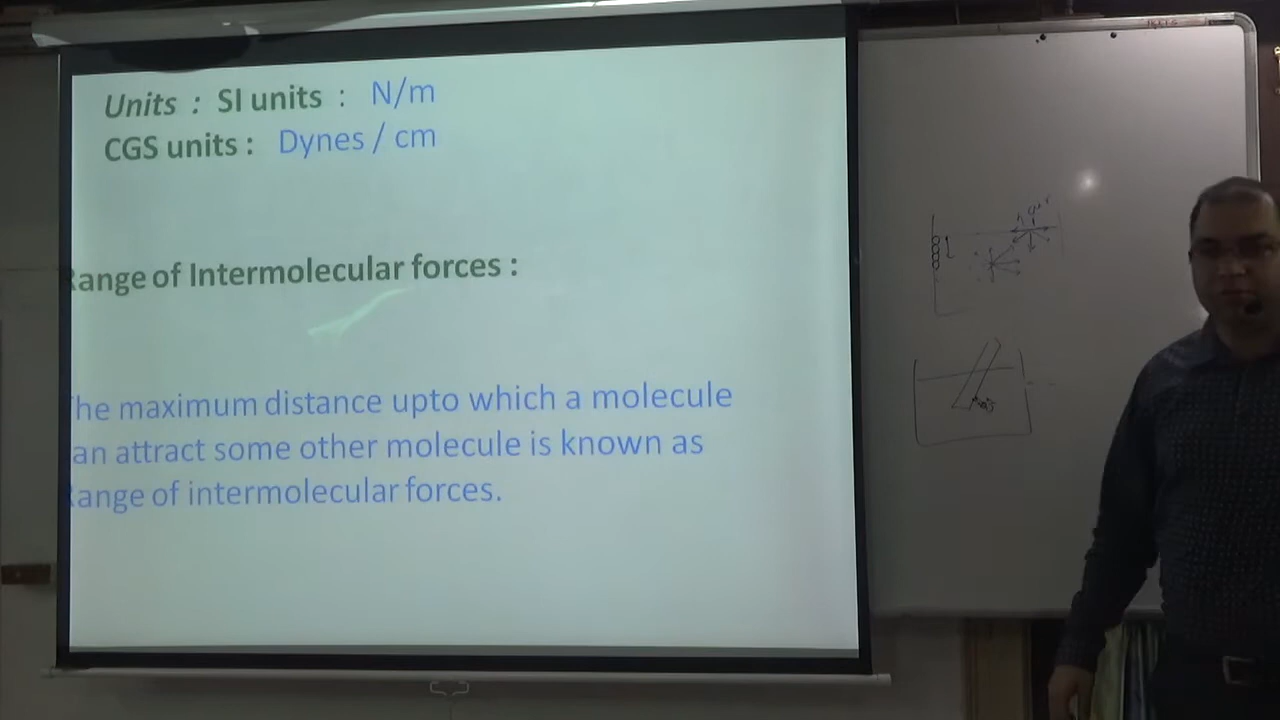 Units : SI units : N/m
CGS units : Dynes / cm
Range of Intermolecular forces :
The maximum distance upto which a molecule
an attract some other molecule is known as
Range of intermolecular forces.